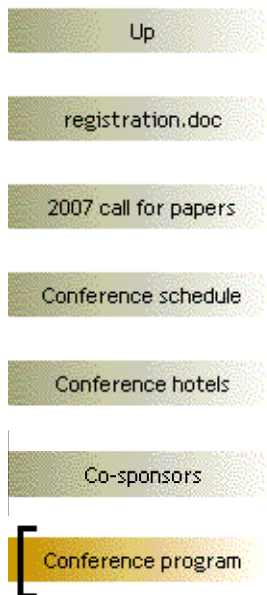 Up
registration.doc
2007 call for papers
Conference schedule
Conference hotels
Co-sponsors
Conference program